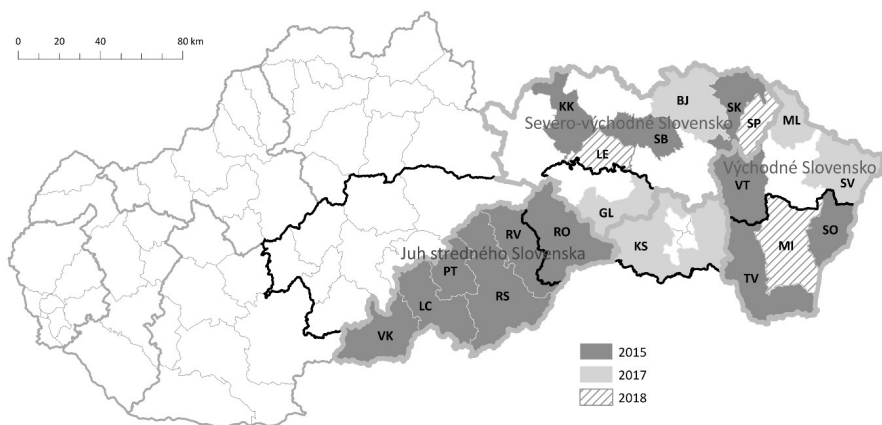 0 20 40 80 km
KK
BJ
SK
SP
ML
Severo-východné Slovensko
SB
LE
Východné Slovensko
VT
SV
GL
RV
RO
SO
KS
MI
Juh stredného Slovenska
PT
TV
LC
RS
VK
2015
2017
2018